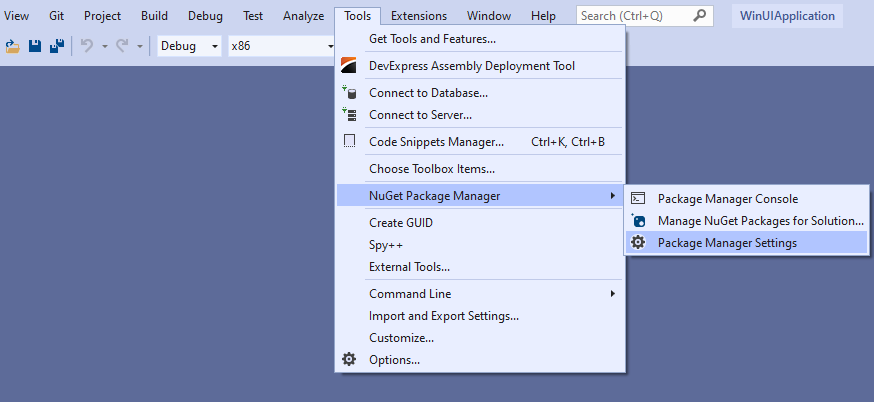 View Git Project Build Debug Test Analyze Tools Extensions Window Help Search (Ctrl+Q) WinUIApplication
Debug x86
Get Tools and Features...
DevExpress Assembly Deployment Tool
Connect to Database...
Connect to Server...
Code Snippets Manager... Ctrl+K, Ctrl+B
Choose Toolbox Items...
NuGet Package Manager
Package Manager Console
Manage NuGet Packages for Solution...
Package Manager Settings
Create GUID
Spy++
External Tools...
Command Line
Import and Export Settings...
Customize...
Options...